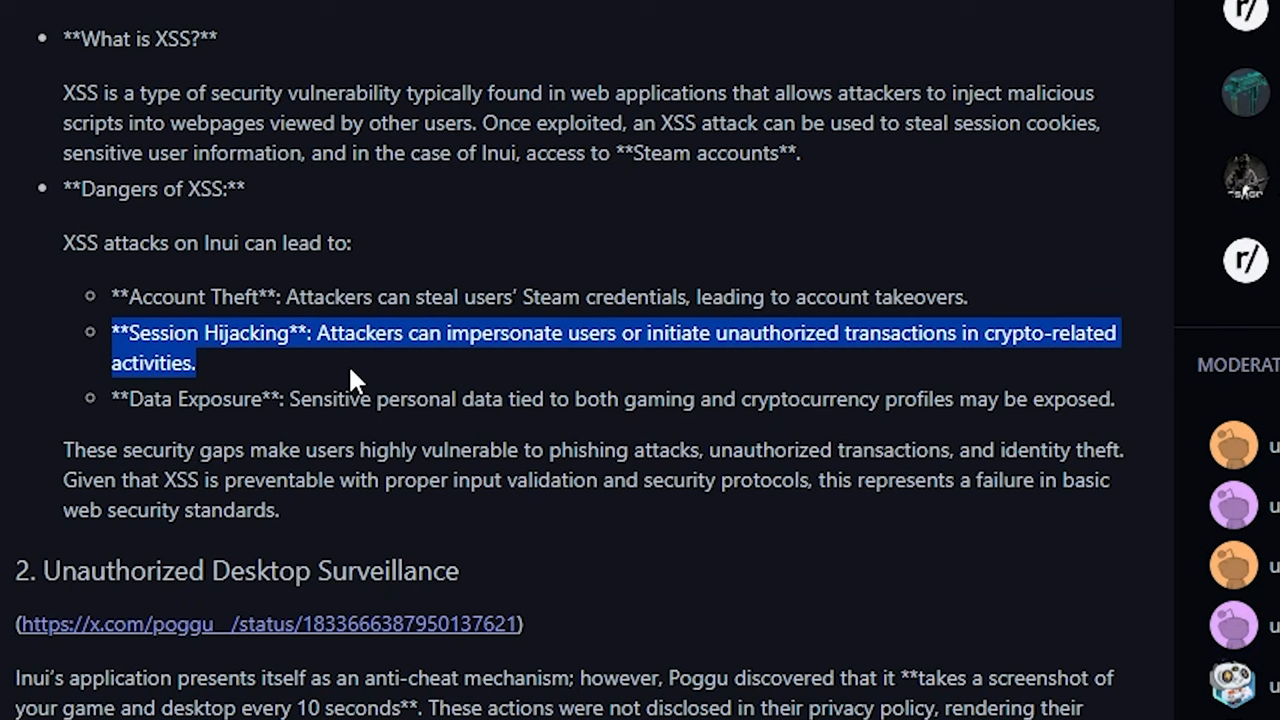 **What is XSS?**
XSS is a type of security vulnerability typically found in web applications that allows attackers to inject malicious
scripts into webpages viewed by other users. Once exploited, an XSS attack can be used to steal session cookies,
sensitive user information, and in the case of Inui, access to **Steam accounts**.
**Dangers of XSS:**
XSS attacks on Inui can lead to:
**Account Theft**: Attackers can steal users’ Steam credentials, leading to account takeovers.
**Session Hijacking**: Attackers can impersonate users or initiate unauthorized transactions in crypto-related
activities.
**Data Exposure**: Sensitive personal data tied to both gaming and cryptocurrency profiles may be exposed.
These security gaps make users highly vulnerable to phishing attacks, unauthorized transactions, and identity theft.
Given that XSS is preventable with proper input validation and security protocols, this represents a failure in basic
web security standards.
2. Unauthorized Desktop Surveillance
(https://x.com/poggu__/status/1833666387950137621)
Inui’s application presents itself as an anti-cheat mechanism; however, Poggu discovered that it **takes a screenshot of
your game and desktop every 10 seconds**. These actions were not disclosed in their privacy policy, rendering their
r/
r/
MODERAT
u
u
u
u
u